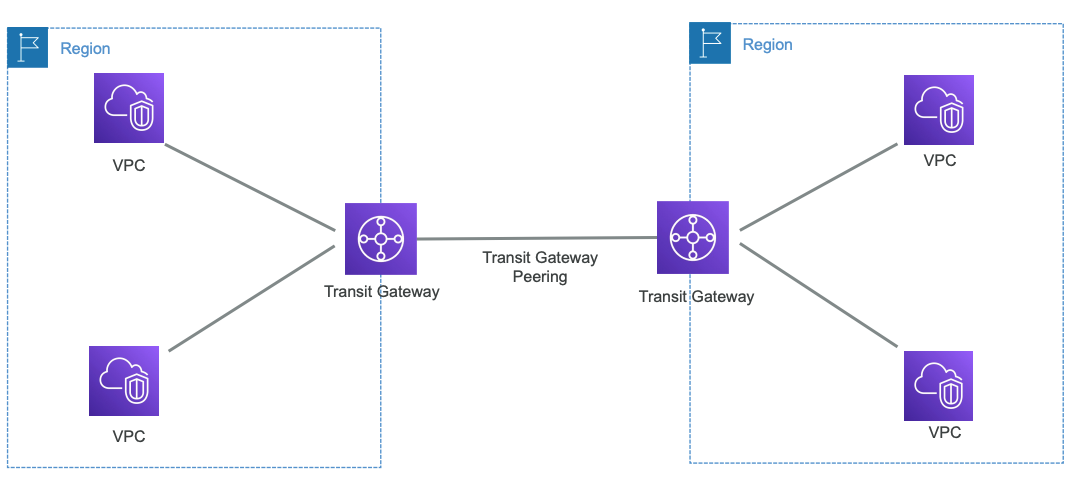 Region
Region
VPC
VPC
Transit Gateway
Peering
Transit Gateway
Transit Gateway
VPC
VPC